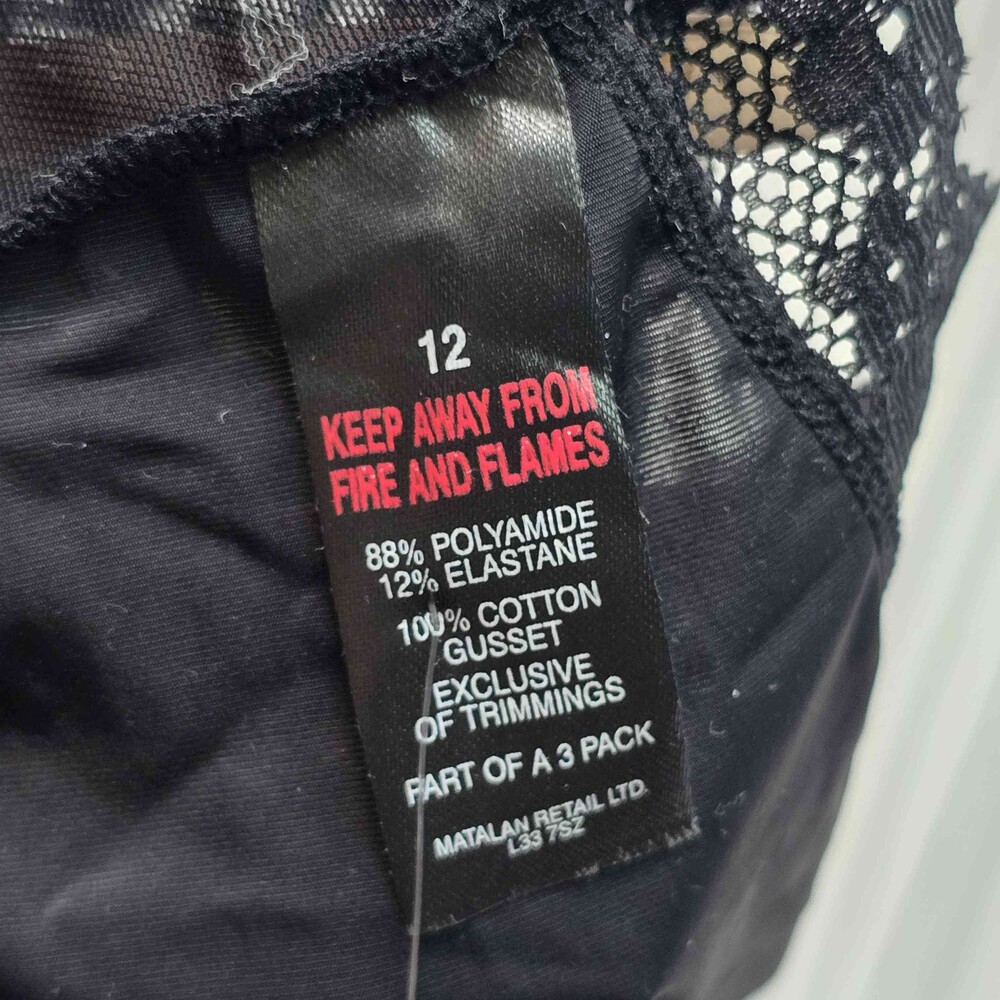 12
KEEP AWAY FROM
FIRE AND FLAMES
88% POLYAMIDE
12% ELASTANE
100% COTTON
GUSSET
EXCLUSIVE
OF TRIMMINGS
PART OF A 3 PACK
MATALAN RETAIL LTD.
L33 7SZ